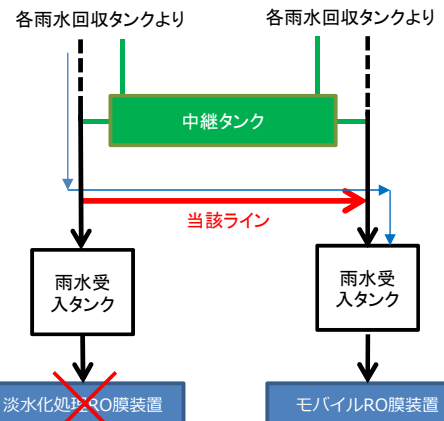 各雨水回収タンクより
各雨水回収タンクより
中継タンク
当該ライン
雨水受
入タンク
雨水受
入タンク
淡水化処理RO膜装置
モバイルRO膜装置